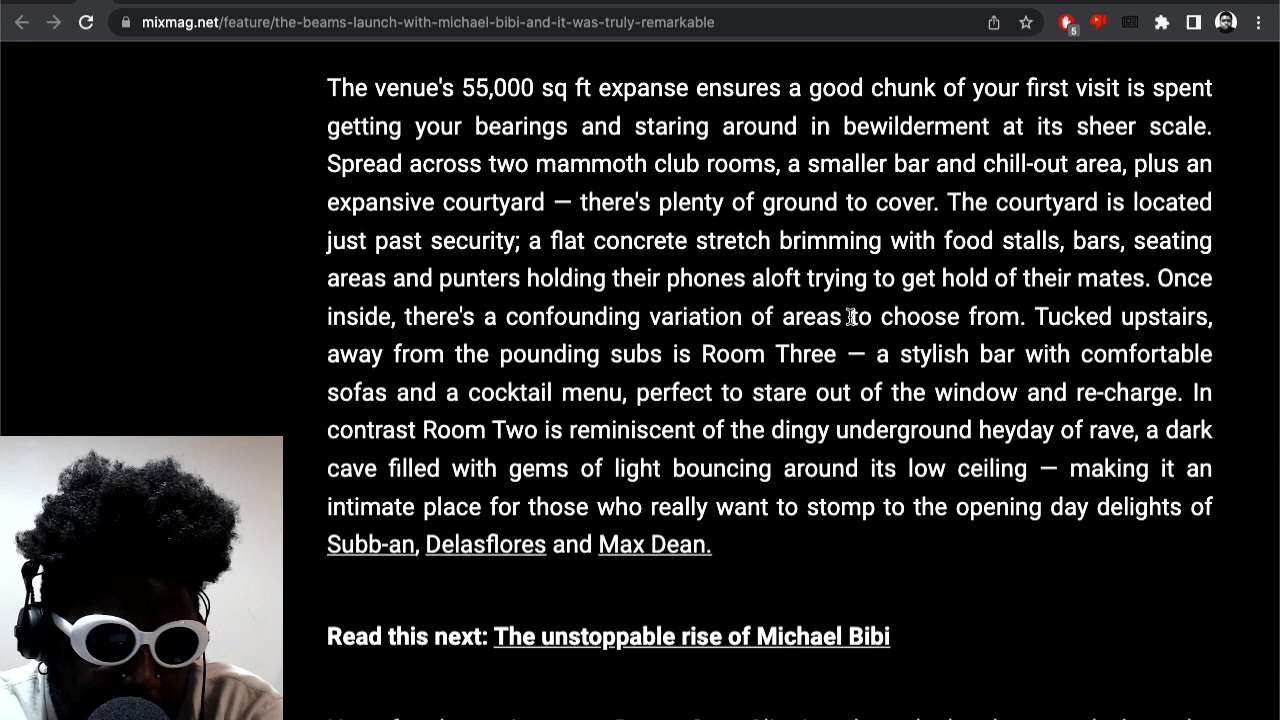 mixmag.net/feature/the-beams-launch-with-michael-bibi-and-it-was-truly-remarkable
5
The venue's 55,000 sq ft expanse ensures a good chunk of your first visit is spent
getting your bearings and staring around in bewilderment at its sheer scale.
Spread across two mammoth club rooms, a smaller bar and chill-out area, plus an
expansive courtyard — there's plenty of ground to cover. The courtyard is located
just past security; a flat concrete stretch brimming with food stalls, bars, seating
areas and punters holding their phones aloft trying to get hold of their mates. Once
inside, there's a confounding variation of areas to choose from. Tucked upstairs,
away from the pounding subs is Room Three — a stylish bar with comfortable
sofas and a cocktail menu, perfect to stare out of the window and re-charge. In
contrast Room Two is reminiscent of the dingy underground heyday of rave, a dark
cave filled with gems of light bouncing around its low ceiling — making it an
intimate place for those who really want to stomp to the opening day delights of
Subb-an, Delasflores and Max Dean.
Read this next: The unstoppable rise of Michael Bibi